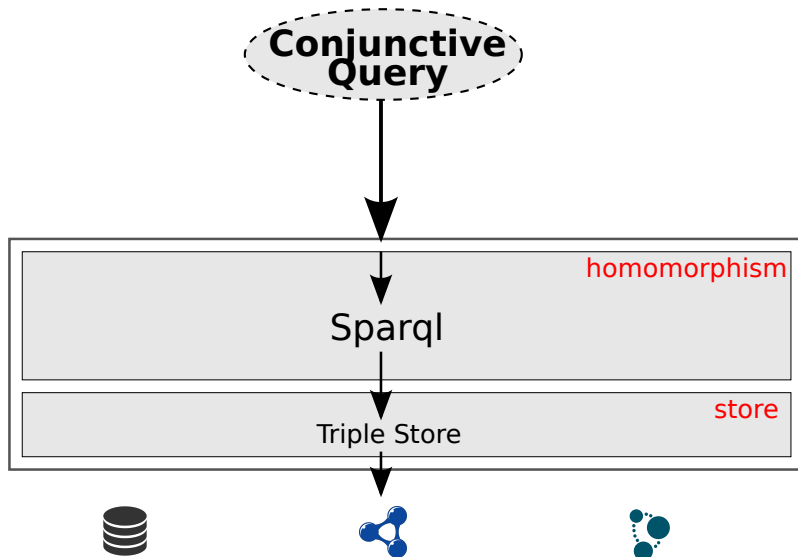 Conjunctive
Query
homomorphism
Sparql
store
Triple Store